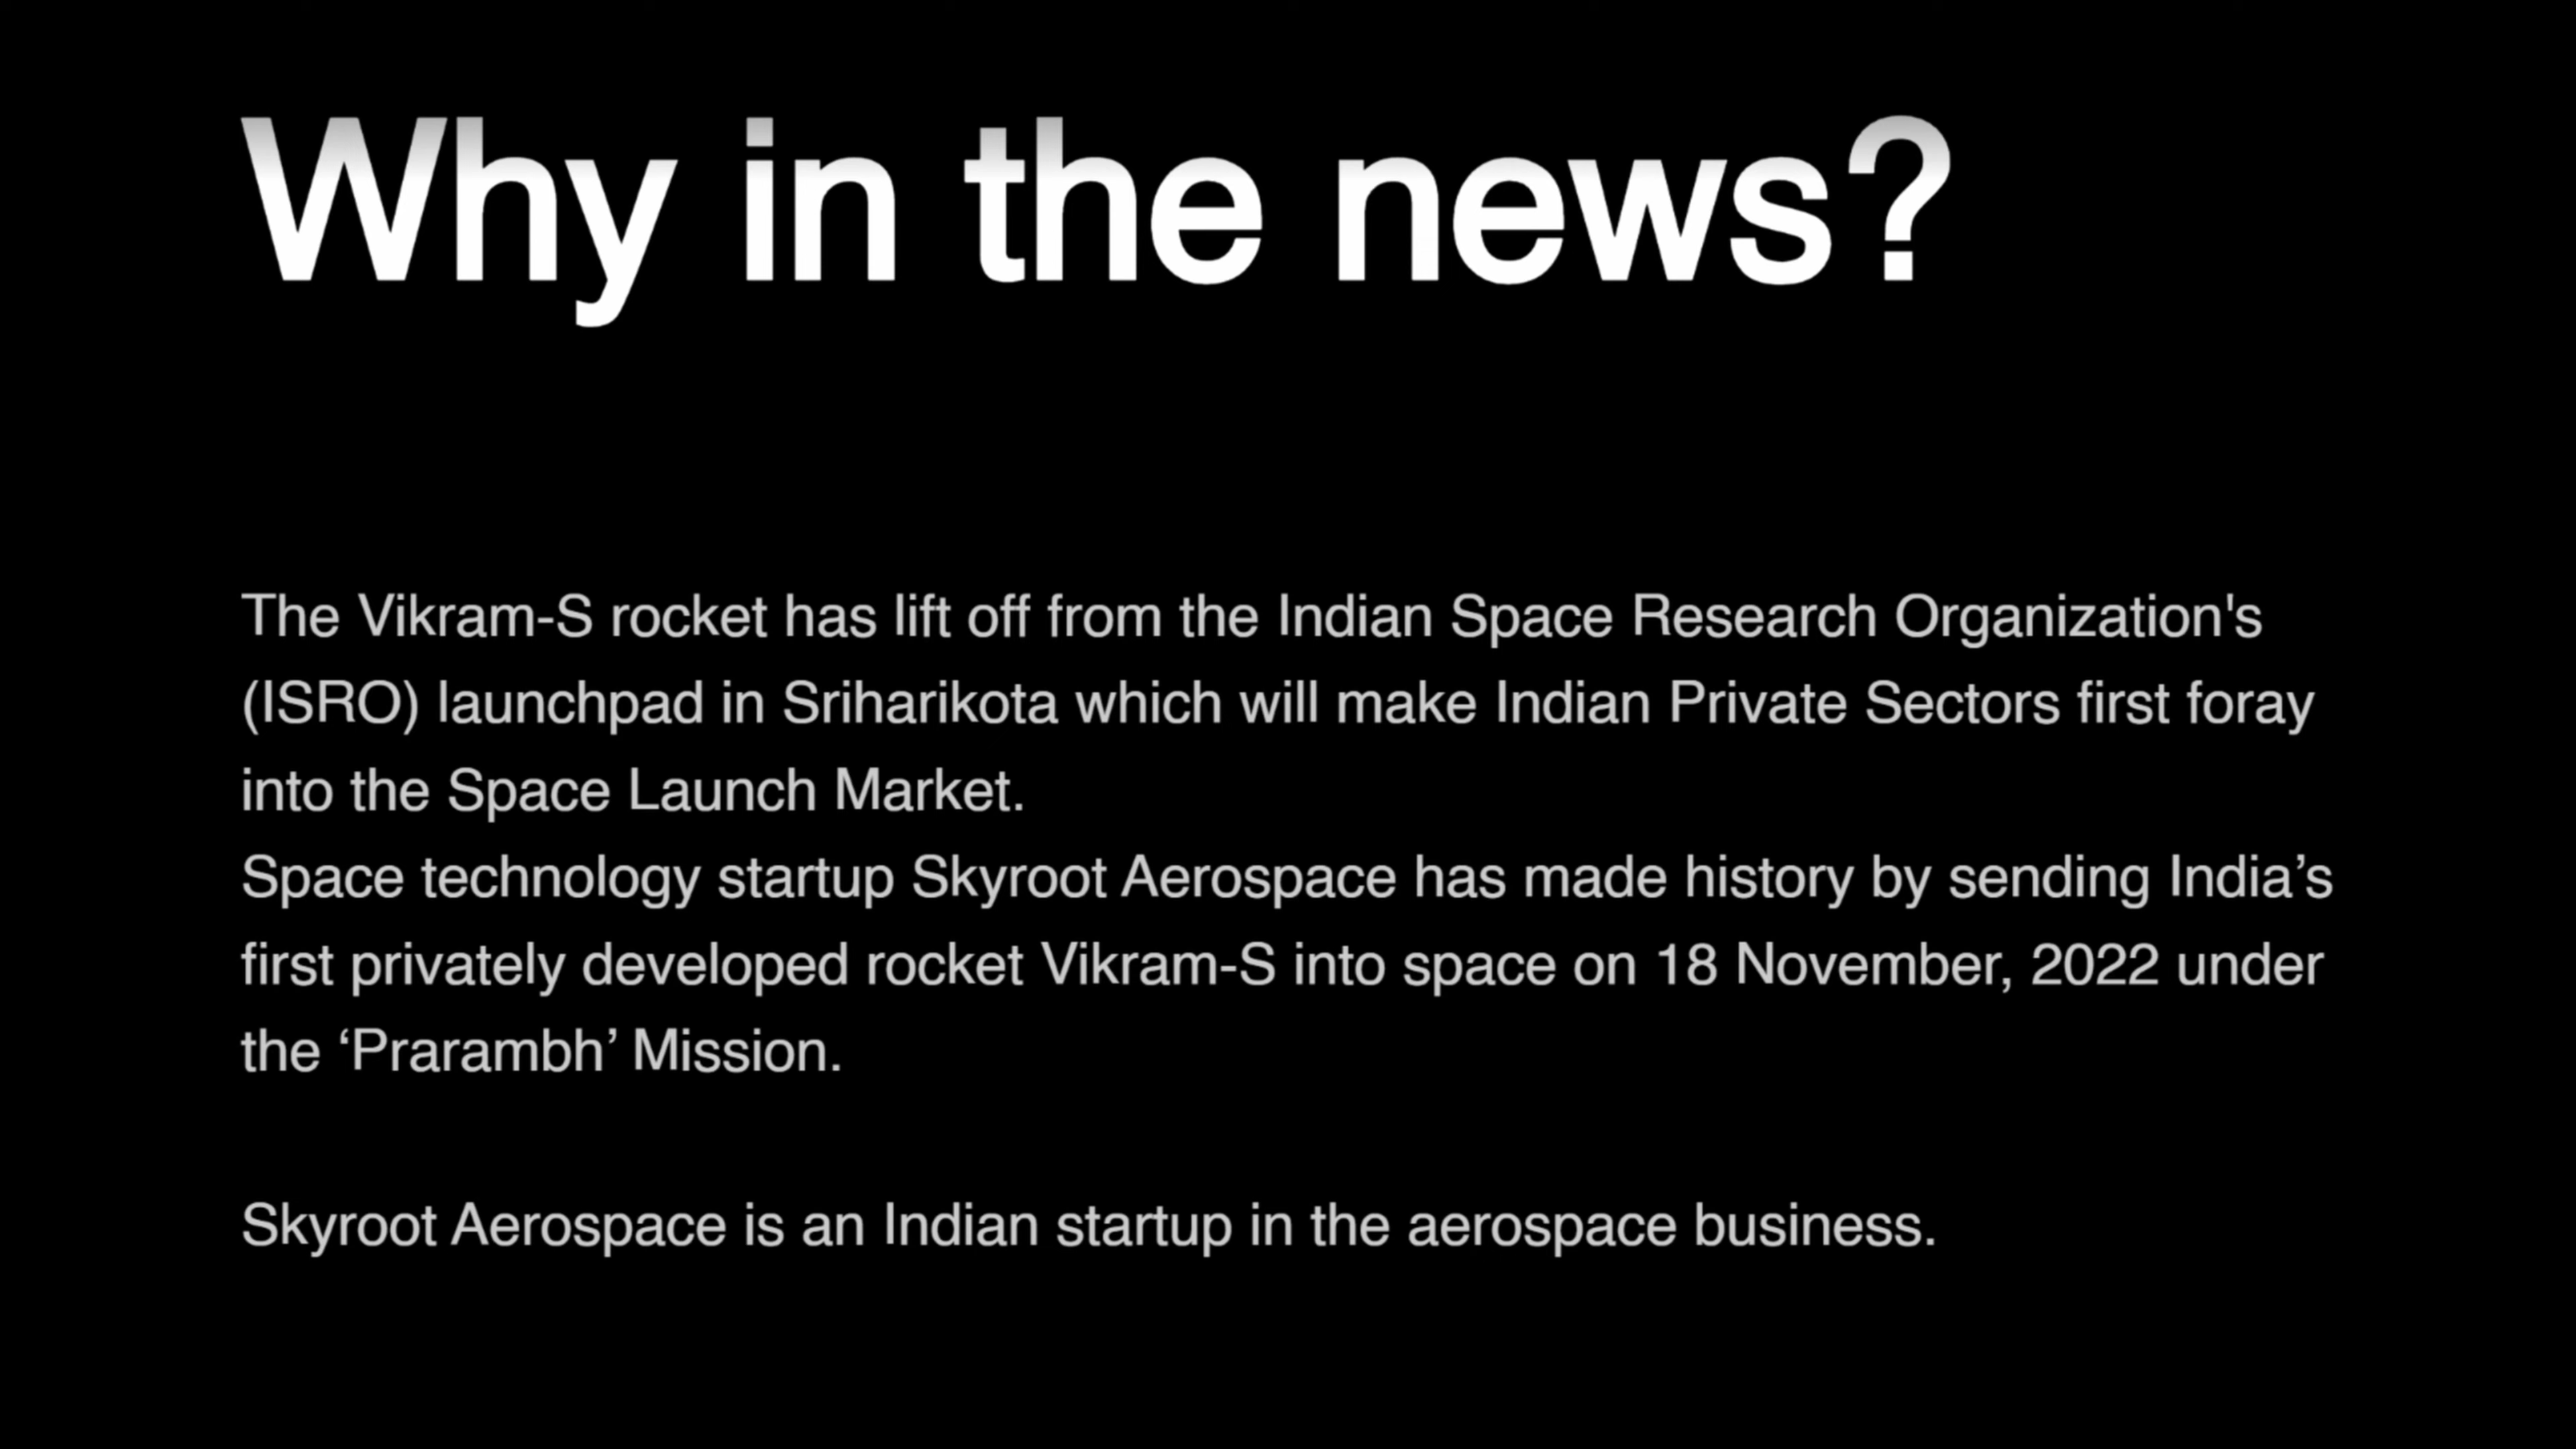 Why in the news?
The Vikram-S rocket has lift off from the Indian Space Research Organization's
(ISRO) launchpad in Sriharikota which will make Indian Private Sectors first foray
into the Space Launch Market.
Space technology startup Skyroot Aerospace has made history by sending India’s
first privately developed rocket Vikram-S into space on 18 November, 2022 under
the ‘Prarambh’ Mission.
Skyroot Aerospace is an Indian startup in the aerospace business.